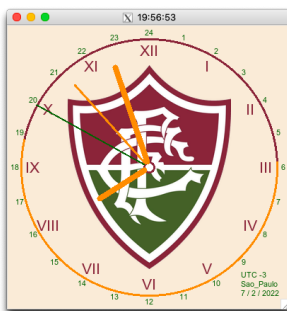 19:56:53
24
23
1
22
2
21
3
20
4
19
5
18
6
17
7
16
8
15
9
14
10
13
11
12
XII
XI
I
X
II
IX
III
VIII
IV
VII
V
VI
UTC -3
Sao_Paulo
7 / 2 / 2022